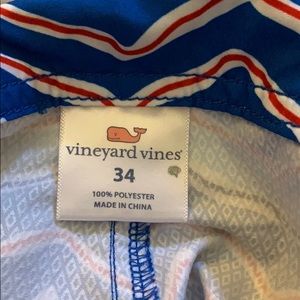 vineyard vines®
34
100% POLYESTER
MADE IN CHINA